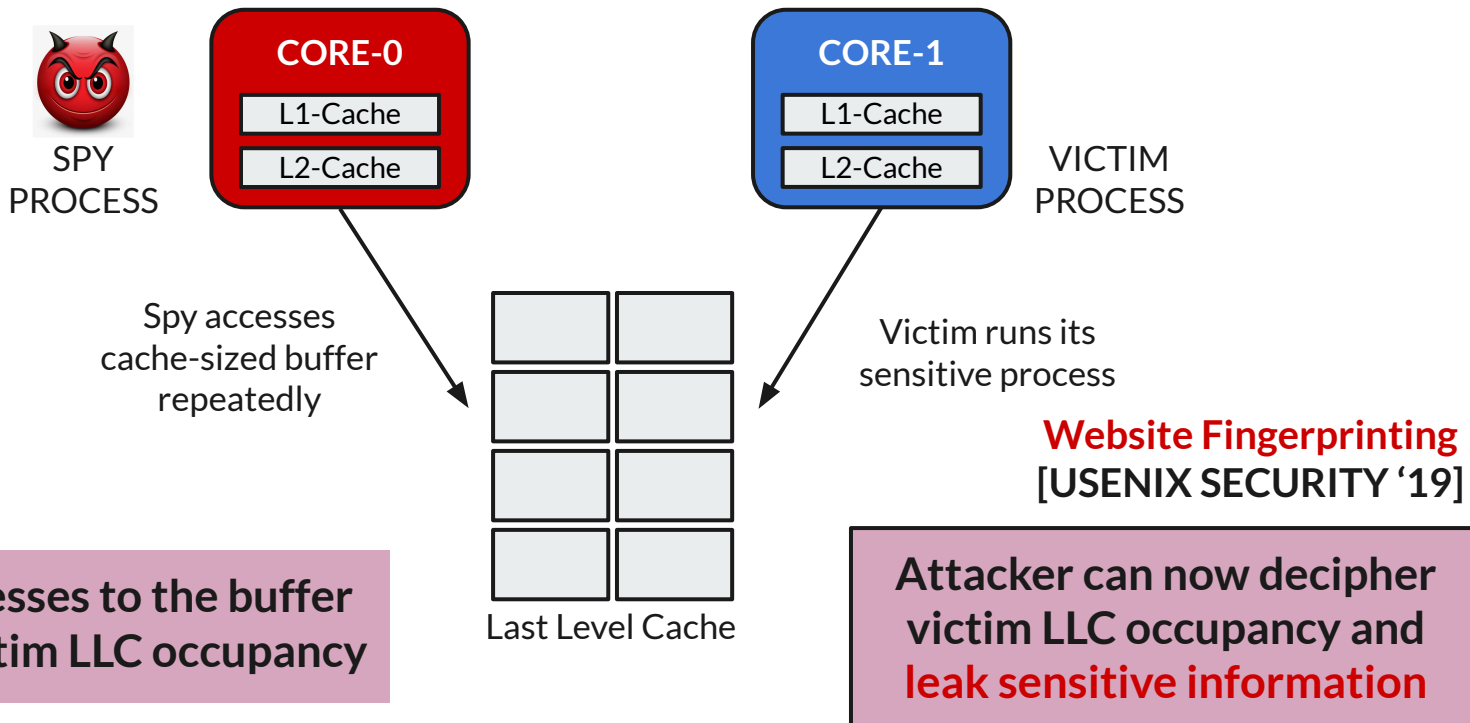 CORE-0
L1-Cache
L2-Cache
SPY
PROCESS
CORE-1
L1-Cache
L2-Cache
VICTIM
PROCESS
Spy accesses
cache-sized buffer
repeatedly
Victim runs its
sensitive process
Last Level Cache
Website Fingerprinting
[USENIX SECURITY ‘19]
esses to the buffer
tim LLC occupancy
Attacker can now decipher
victim LLC occupancy and
leak sensitive information